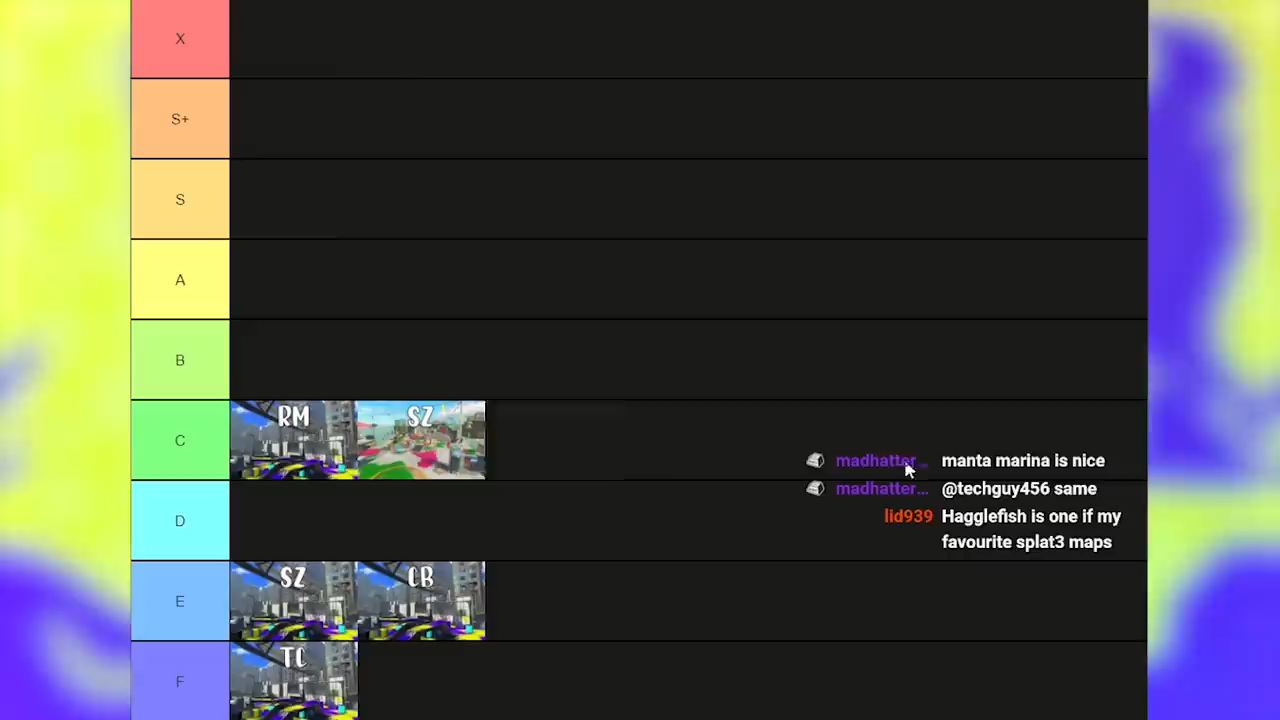 X
S+
S
A
B
C
RM SZ
madhatter... manta marina is nice
madhatter... @techguy456 same
lid939 Hagglefish is one if my
favourite splat3 maps
D
E
SZ CB
F
TC